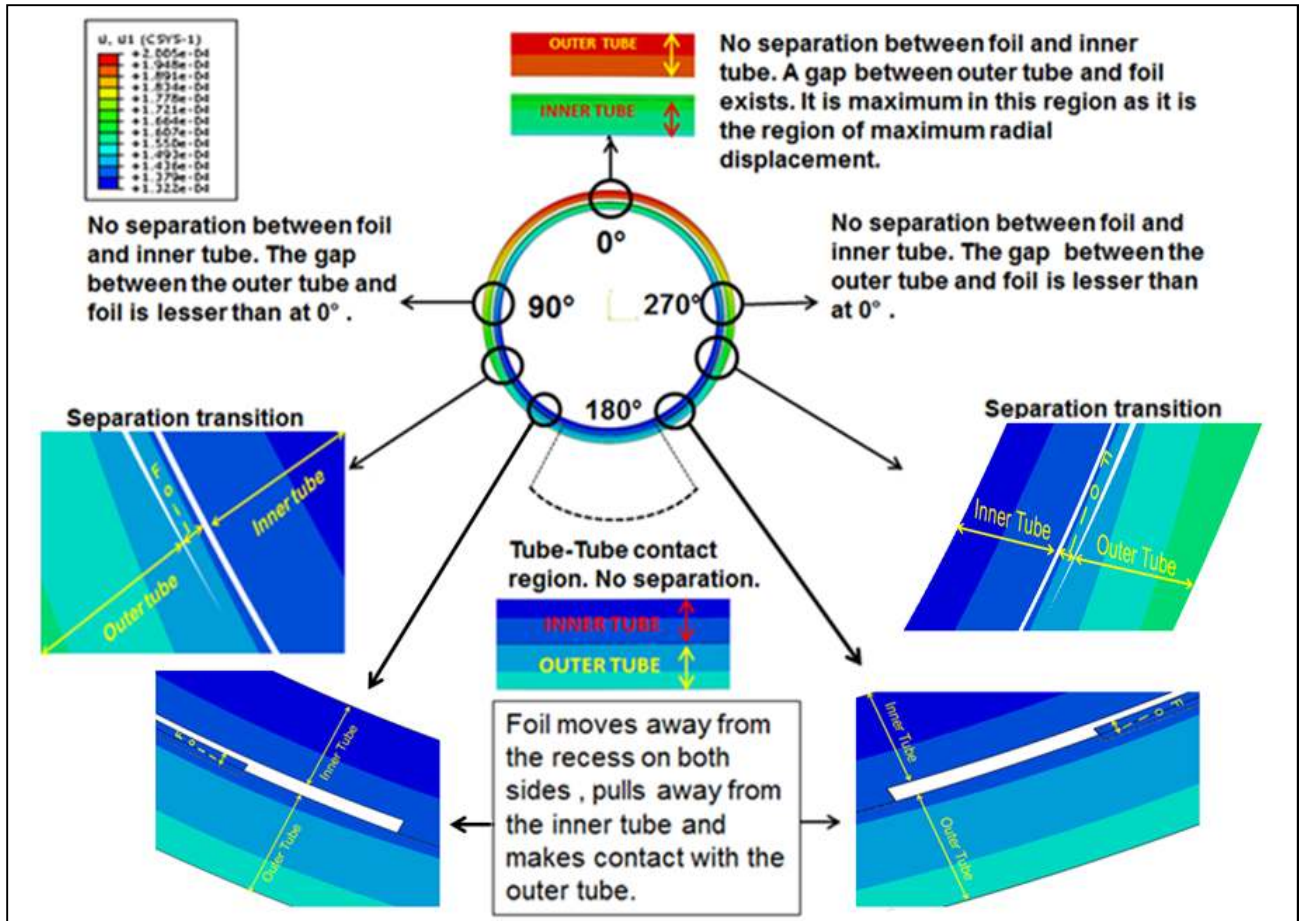 U, U1 (CSYS-1)
+2.005e-04
+1.948e-04
+1.891e-04
+1.834e-04
+1.778e-04
+1.721e-04
+1.664e-04
+1.607e-04
+1.550e-04
+1.493e-04
+1.436e-04
+1.379e-04
+1.322e-04
OUTER TUBE
INNER TUBE
No separation between foil and inner
tube. A gap between outer tube and foil
exists. It is maximum in this region as it is
the region of maximum radial
displacement.
No separation between foil
and inner tube. The gap
between the outer tube and
foil is lesser than at 0° .
0°
90°
270°
180°
No separation between foil and
inner tube. The gap between the
outer tube and foil is lesser than
at 0° .
Separation transition
Foil
Inner tube
Outer tube
Separation transition
Foil
Inner Tube
Outer Tube
Tube-Tube contact
region. No separation.
INNER TUBE
OUTER TUBE
Foil
Inner Tube
Outer Tube
Foil moves away from
the recess on both
sides , pulls away from
the inner tube and
makes contact with the
outer tube.
Inner Tube
Foil
Outer Tube